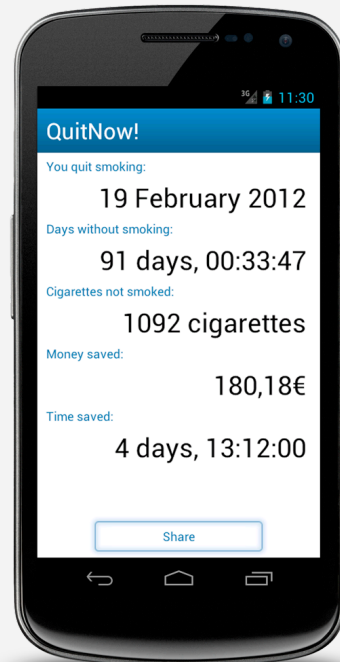 3G 11:30
QuitNow!
You quit smoking:
19 February 2012
Days without smoking:
91 days, 00:33:47
Cigarettes not smoked:
1092 cigarettes
Money saved:
180,18€
Time saved:
4 days, 13:12:00
Share